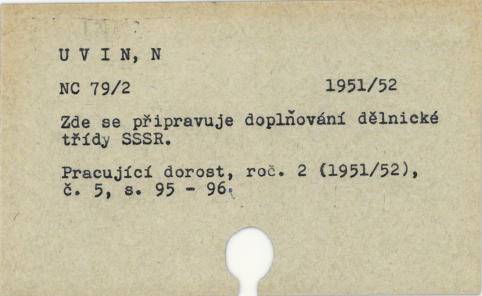 U V I N, N
NC 79/2 1951/52
Zde se připravuje doplňování dělnické
třídy SSSR.
Pracující dorost, roč. 2 (1951/52),
č. 5, s. 95 - 96.